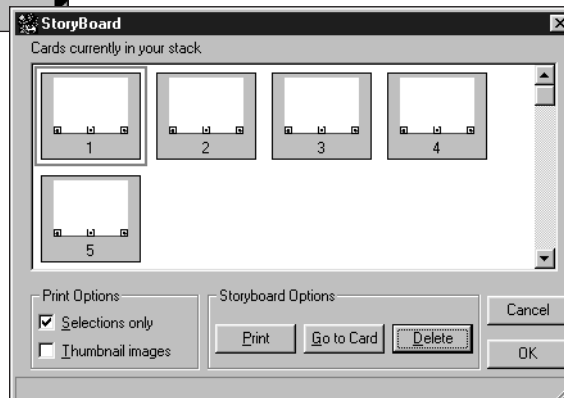 StoryBoard
Cards currently in your stack
1 2 3 4
5
Print Options
Selections only
Thumbnail images
Storyboard Options
Print Go to Card Delete
Cancel
OK